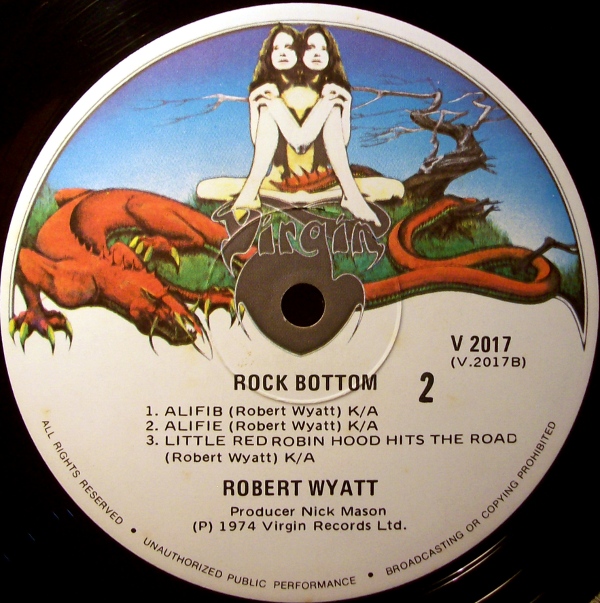 Virgin
V 2017
(V.2017B)
ROCK BOTTOM
2
1. ALIFIB (Robert Wyatt) K/A
2. ALIFIE (Robert Wyatt) K/A
3. LITTLE RED ROBIN HOOD HITS THE ROAD
(Robert Wyatt) K/A
ROBERT WYATT
Producer Nick Mason
(P) 1974 Virgin Records Ltd.
ALL RIGHTS RESERVED • UNAUTHORIZED PUBLIC PERFORMANCE • BROADCASTING OR COPYING PROHIBITED